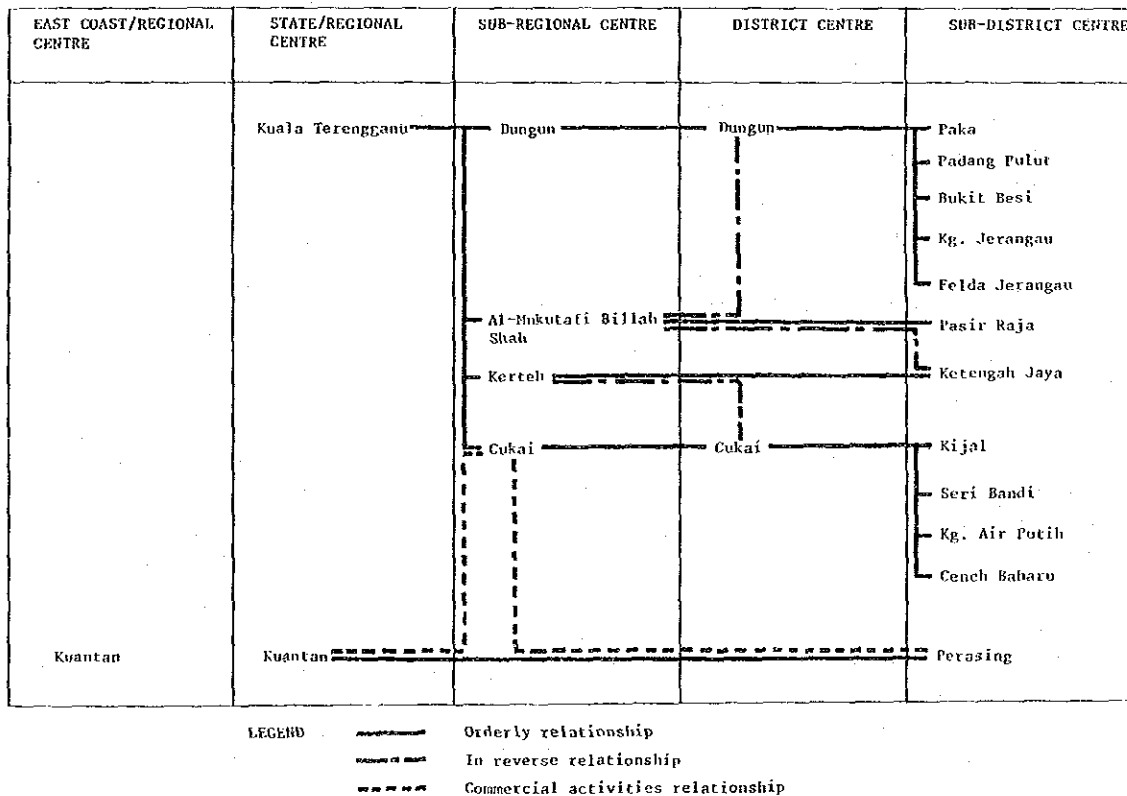 EAST COAST/REGIONAL CENTRE
STATE/REGIONAL CENTRE
SUB-REGIONAL CENTRE
DISTRICT CENTRE
SUB-DISTRICT CENTRE
Kuala Terengganu
Dungun
Dungun
Paka
Padang Pulut
Bukit Besi
Kg. Jerangau
Felda Jerangau
Al-Mukutafi Billah
Shah
Pasir Raja
Kerteh
Ketengah Jaya
Cukai
Cukai
Kijal
Seri Bandi
Kg. Air Putih
Ceneh Baharu
Kuantan
Kuantan
Perasing
LEGEND
Orderly relationship
In reverse relationship
Commercial activities relationship